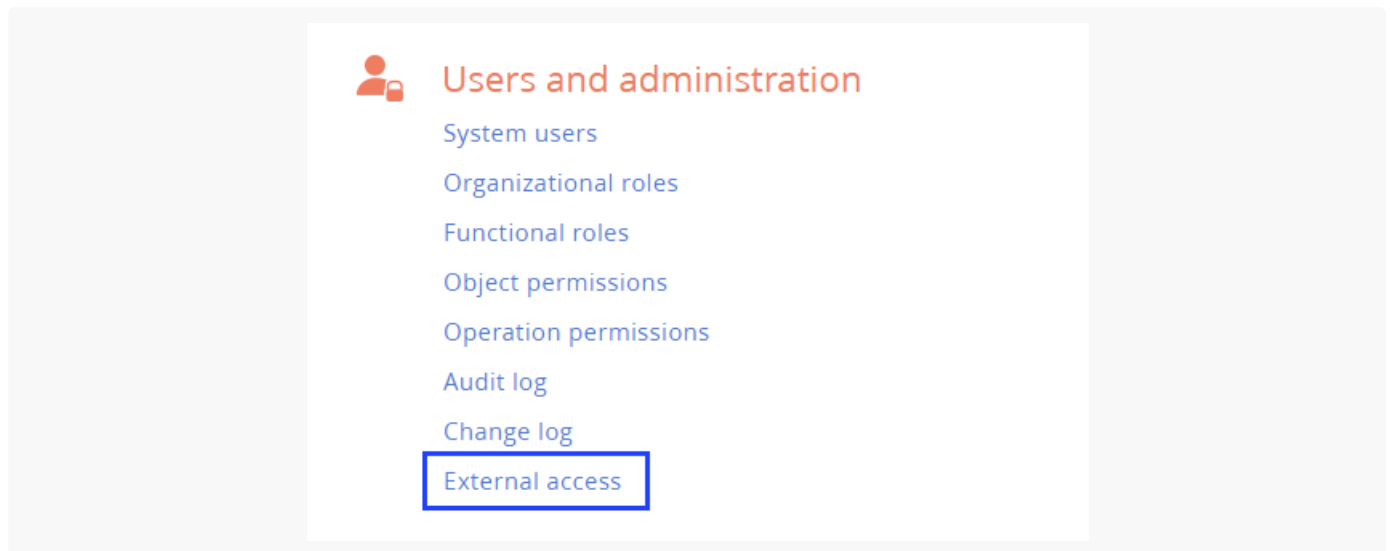 Users and administration
System users
Organizational roles
Functional roles
Object permissions
Operation permissions
Audit log
Change log
External access